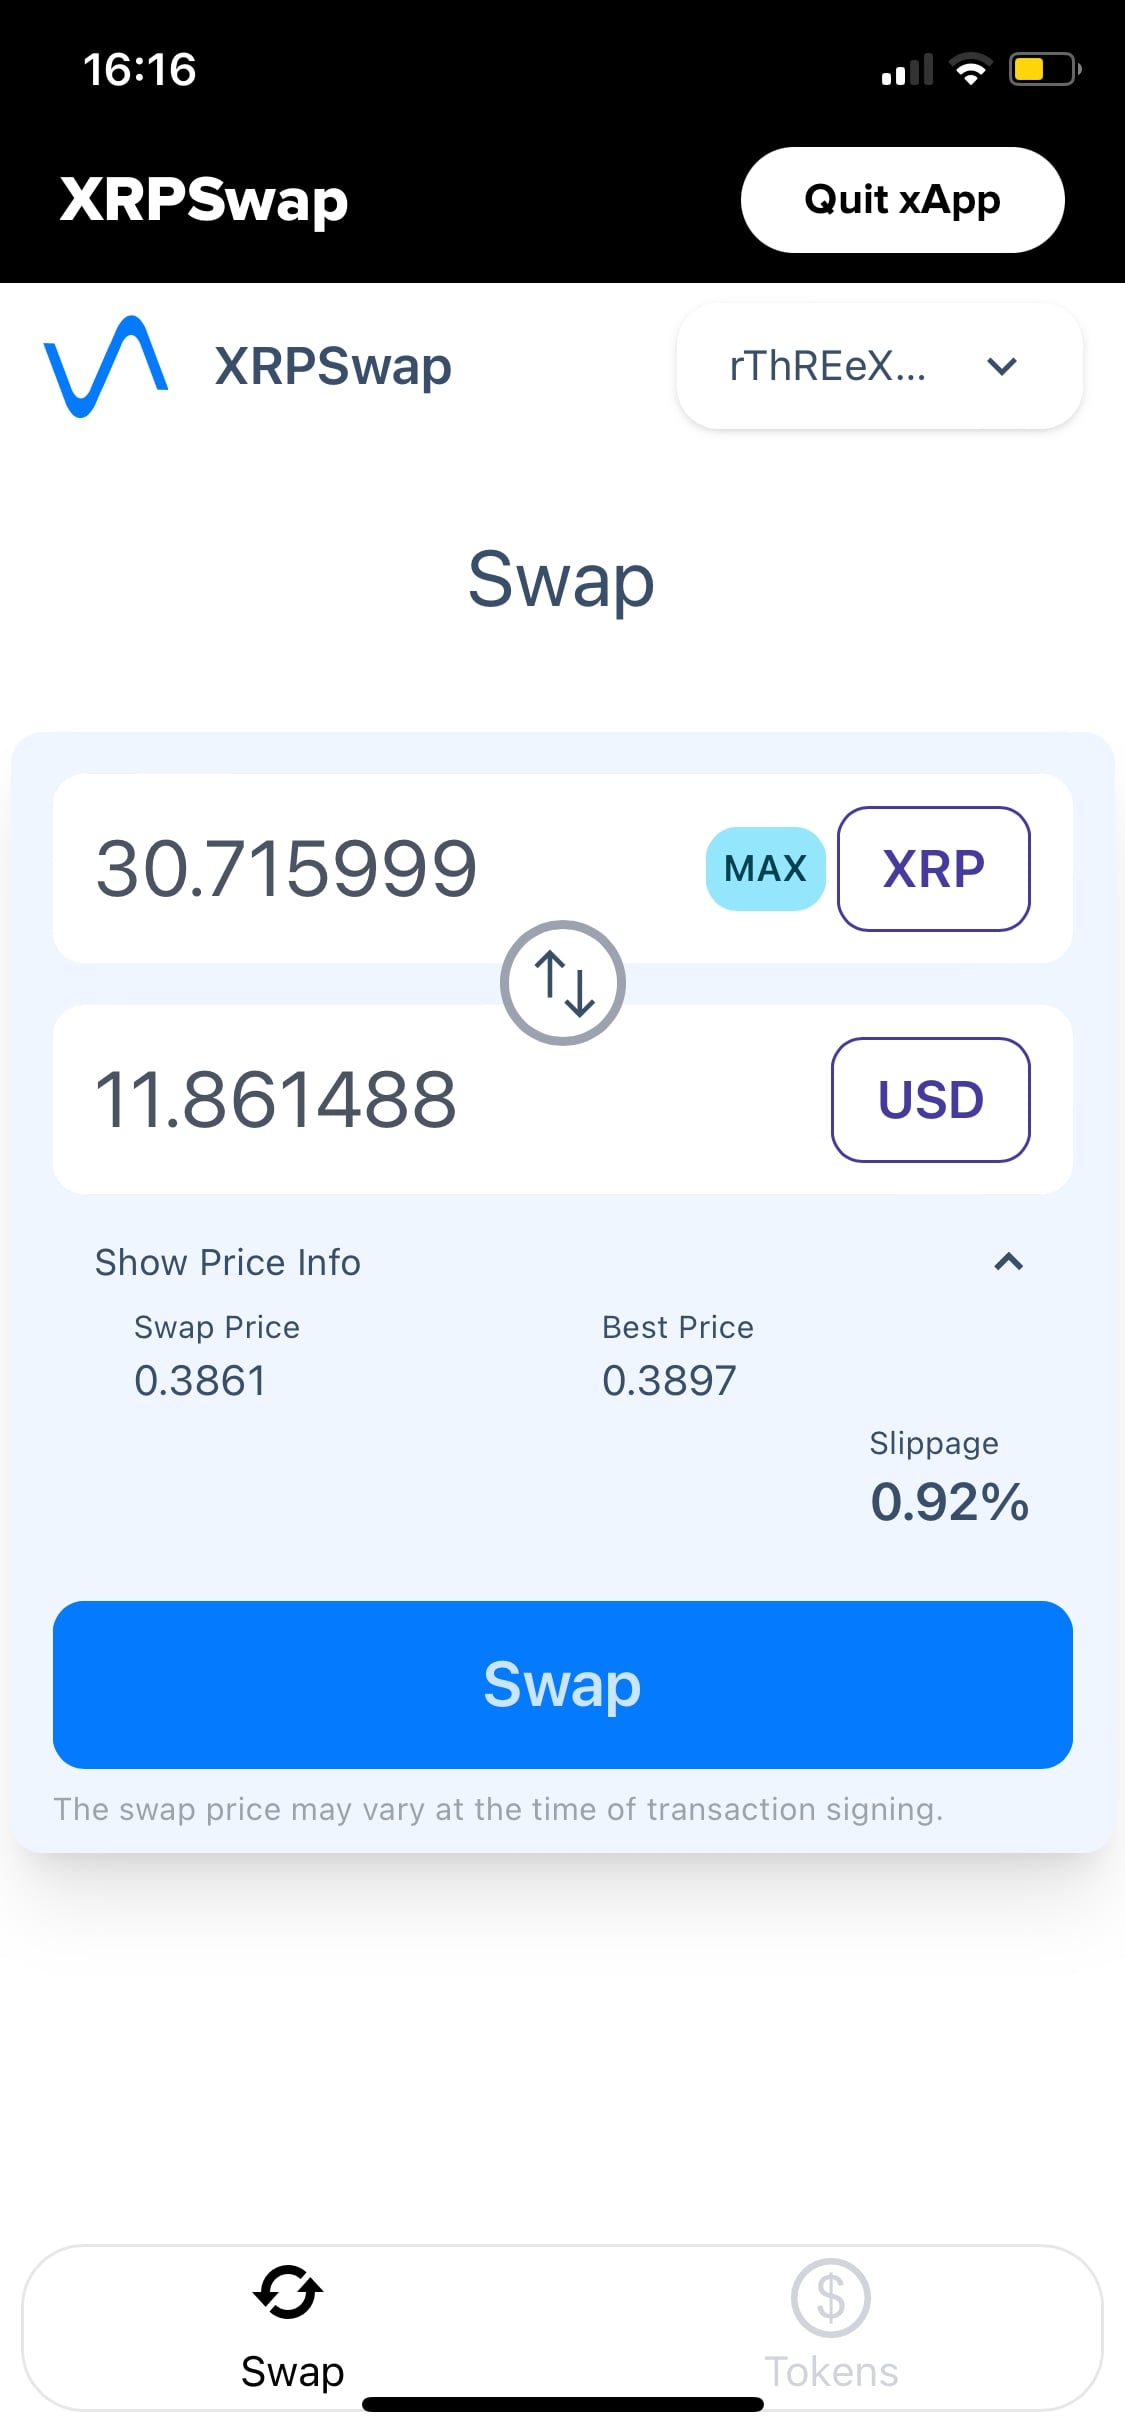 16:16
XRPSwap
Quit xApp
XRPSwap
rThREeX...
Swap
30.715999
MAX
XRP
11.861488
USD
Show Price Info
Swap Price
Best Price
0.3861
0.3897
Slippage
0.92%
Swap
The swap price may vary at the time of transaction signing.
$
Swap
Tokens